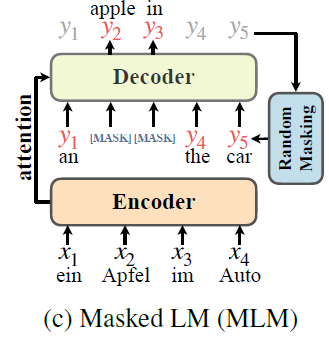 apple in
y1 y2 y3 y4 y5
Decoder
attention
Random
Masking
y1 [MASK] [MASK] y4 y5
an the car
Encoder
x1 x2 x3 x4
ein Apfel im Auto
(c) Masked LM (MLM)